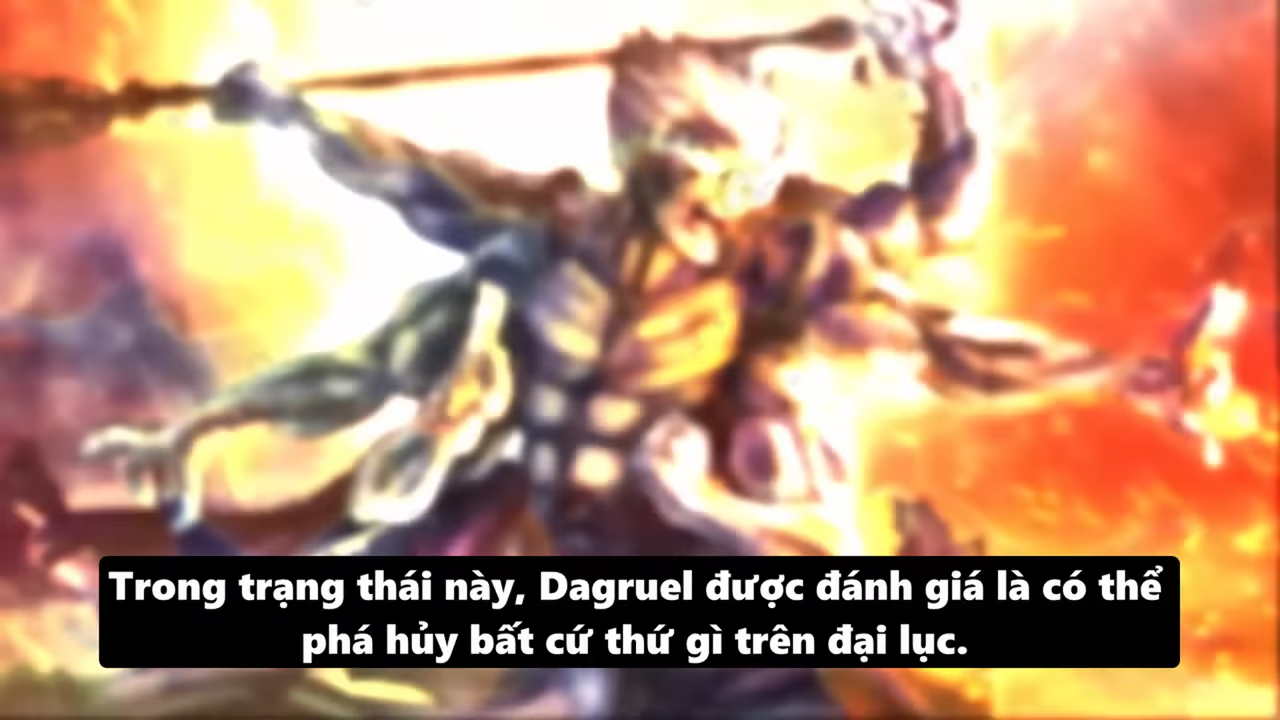 Trong trạng thái này, Dagruel được đánh giá là có thể
phá hủy bất cứ thứ gì trên đại lục.